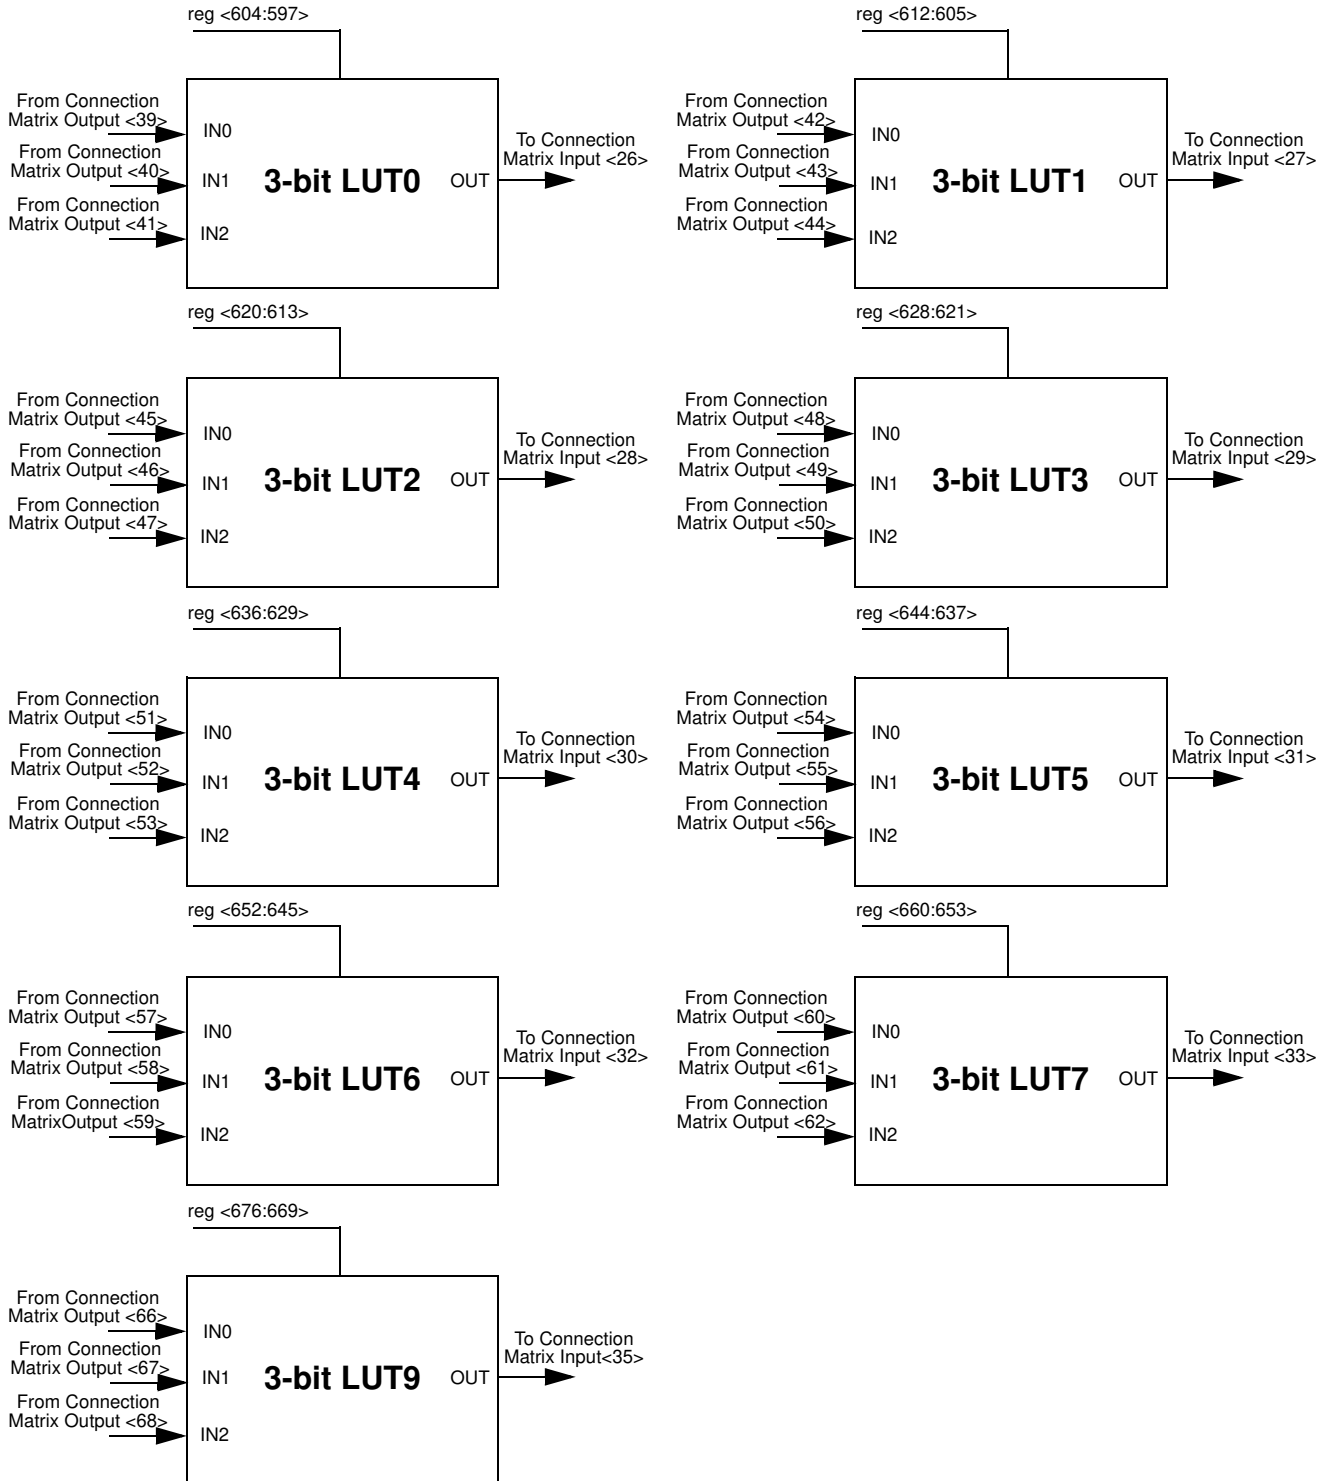 reg <604:597>
From Connection
Matrix Output <39>
From Connection
Matrix Output <40>
From Connection
Matrix Output <41>
IN0
IN1
IN2
3-bit LUT0
OUT
To Connection
Matrix Input <26>
reg <612:605>
From Connection
Matrix Output <42>
From Connection
Matrix Output <43>
From Connection
Matrix Output <44>
IN0
IN1
IN2
3-bit LUT1
OUT
To Connection
Matrix Input <27>
reg <620:613>
From Connection
Matrix Output <45>
From Connection
Matrix Output <46>
From Connection
Matrix Output <47>
IN0
IN1
IN2
3-bit LUT2
OUT
To Connection
Matrix Input <28>
reg <628:621>
From Connection
Matrix Output <48>
From Connection
Matrix Output <49>
From Connection
Matrix Output <50>
IN0
IN1
IN2
3-bit LUT3
OUT
To Connection
Matrix Input <29>
reg <636:629>
From Connection
Matrix Output <51>
From Connection
Matrix Output <52>
From Connection
Matrix Output <53>
IN0
IN1
IN2
3-bit LUT4
OUT
To Connection
Matrix Input <30>
reg <644:637>
From Connection
Matrix Output <54>
From Connection
Matrix Output <55>
From Connection
Matrix Output <56>
IN0
IN1
IN2
3-bit LUT5
OUT
To Connection
Matrix Input <31>
reg <652:645>
From Connection
Matrix Output <57>
From Connection
Matrix Output <58>
From Connection
MatrixOutput <59>
IN0
IN1
IN2
3-bit LUT6
OUT
To Connection
Matrix Input <32>
reg <660:653>
From Connection
Matrix Output <60>
From Connection
Matrix Output <61>
From Connection
Matrix Output <62>
IN0
IN1
IN2
3-bit LUT7
OUT
To Connection
Matrix Input <33>
reg <676:669>
From Connection
Matrix Output <66>
From Connection
Matrix Output <67>
From Connection
Matrix Output <68>
IN0
IN1
IN2
3-bit LUT9
OUT
To Connection
Matrix Input<35>